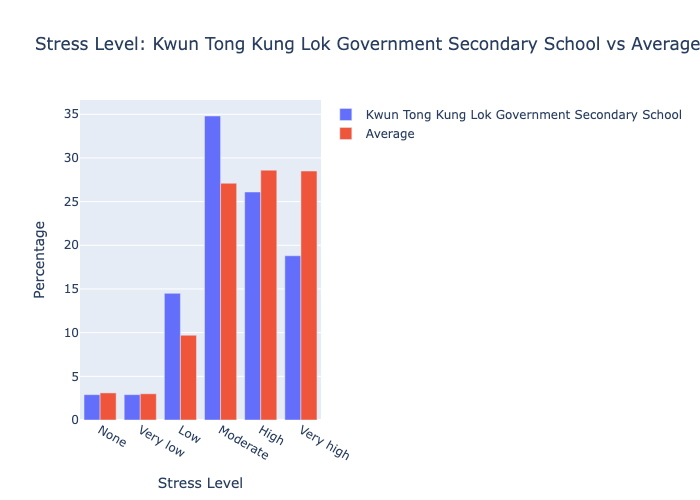 Stress Level: Kwun Tong Kung Lok Government Secondary School vs Average
Kwun Tong Kung Lok Government Secondary School
Average
Percentage
35
30
25
20
15
10
5
0
None
Very low
Low
Moderate
High
Very high
Stress Level